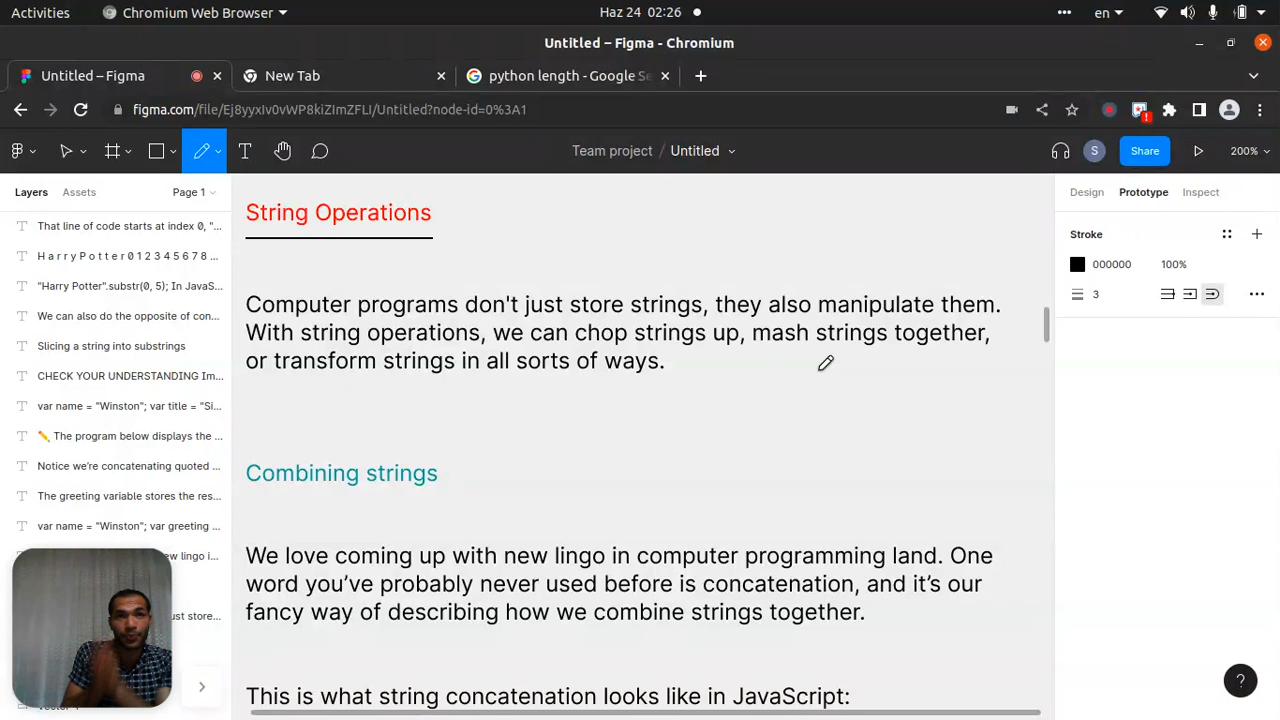 Activities
Chromium Web Browser
Haz 24 02:26
en
Untitled – Figma - Chromium
Untitled – Figma
New Tab
python length - Google Se
figma.com/file/Ej8yyxIv0vWP8kiZImZFLI/Untitled?node-id=0%3A1
Team project / Untitled
S
Share
200%
Layers
Assets
Page 1
Design
Prototype
Inspect
That line of code starts at index 0, "...
H a r r y P o t t e r 0 1 2 3 4 5 6 7 8 ...
"Harry Potter".substr(0, 5); In JavaS...
We can also do the opposite of con...
Slicing a string into substrings
CHECK YOUR UNDERSTANDING Im...
var name = "Winston"; var title = "Si...
✏️ The program below displays the ...
Notice we're concatenating quoted ...
The greeting variable stores the res...
var name = "Winston"; var greeting ...
new lingo i...
ust store...
String Operations
Computer programs don't just store strings, they also manipulate them.
With string operations, we can chop strings up, mash strings together,
or transform strings in all sorts of ways.
Combining strings
We love coming up with new lingo in computer programming land. One
word you've probably never used before is concatenation, and it's our
fancy way of describing how we combine strings together.
This is what string concatenation looks like in JavaScript:
Stroke
000000
100%
3
?